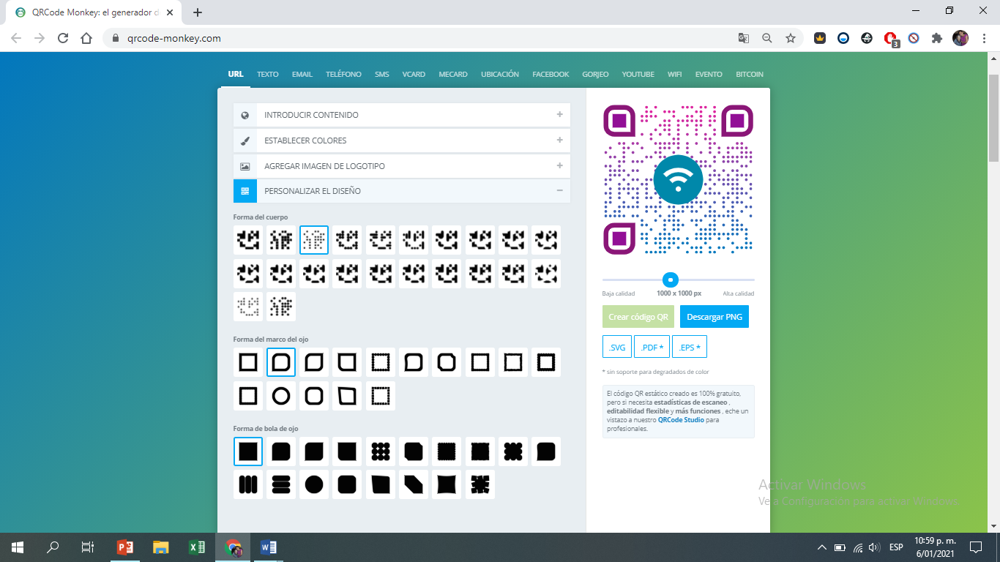 QRCode Monkey: el generador d
qrcode-monkey.com
3
URL TEXTO EMAIL TELÉFONO SMS VCARD MECARD UBICACIÓN FACEBOOK GORJEO YOUTUBE WIFI EVENTO BITCOIN
INTRODUCIR CONTENIDO
ESTABLECER COLORES
AGREGAR IMAGEN DE LOGOTIPO
PERSONALIZAR EL DISEÑO
Forma del cuerpo
Forma del marco del ojo
Forma de bola de ojo
Baja calidad 1000 x 1000 px Alta calidad
Crear código QR Descargar PNG
.SVG .PDF * .EPS *
* sin soporte para degradados de color
El código QR estático creado es 100% gratuito,
pero si necesita estadísticas de escaneo ,
editabilidad flexible y más funciones , eche un
vistazo a nuestro QRCode Studio para
profesionales.
Activar Windows
Ve a Configuración para activar Windows.
ESP
10:59 p. m.
6/01/2021